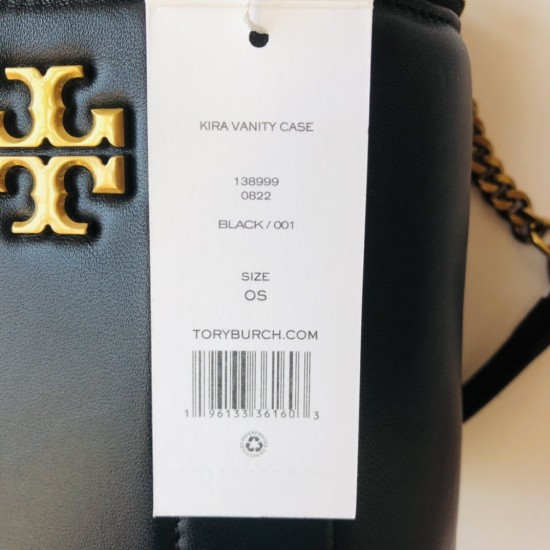 KIRA VANITY CASE
138999
0822
BLACK / 001
SIZE
OS
TORYBURCH.COM
1 96133 36160 3